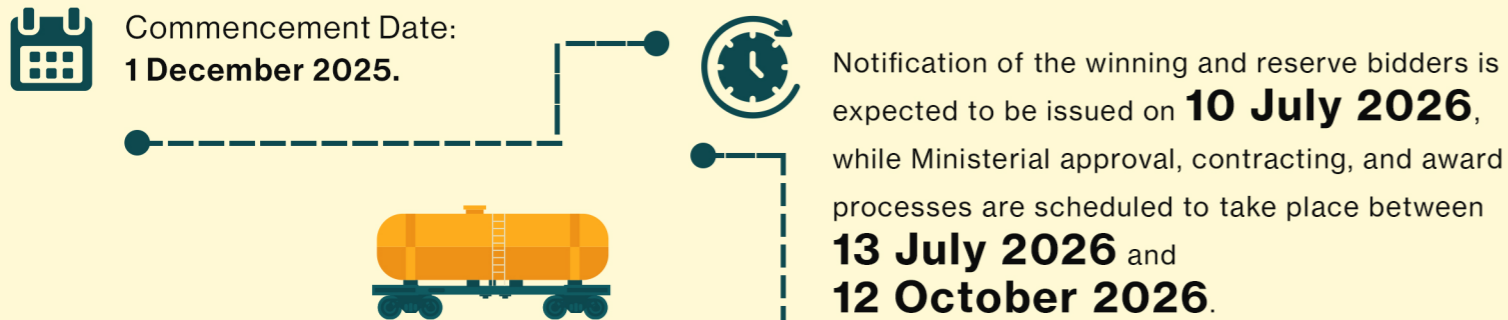 Commencement Date:
1 December 2025.
Notification of the winning and reserve bidders is
expected to be issued on 10 July 2026,
while Ministerial approval, contracting, and award
processes are scheduled to take place between
13 July 2026 and
12 October 2026.